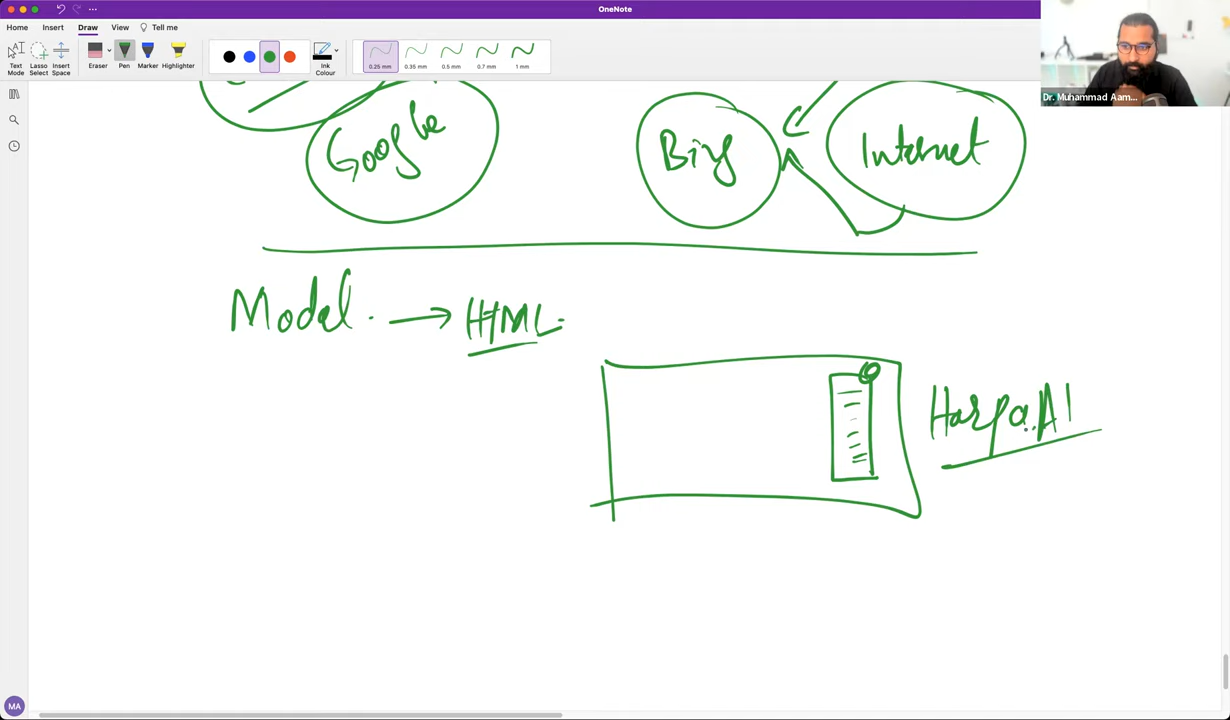 OneNote
Home Insert Draw View Tell me
Text Mode
Lasso Select
Insert Space
Eraser
Pen
Marker
Highlighter
Ink Colour
0.25 mm
0.35 mm
0.5 mm
0.7 mm
1 mm
Dr. Muhammad Aam...
Google
Bing
Internet
Model. → HTML
Harpa.AI
MA